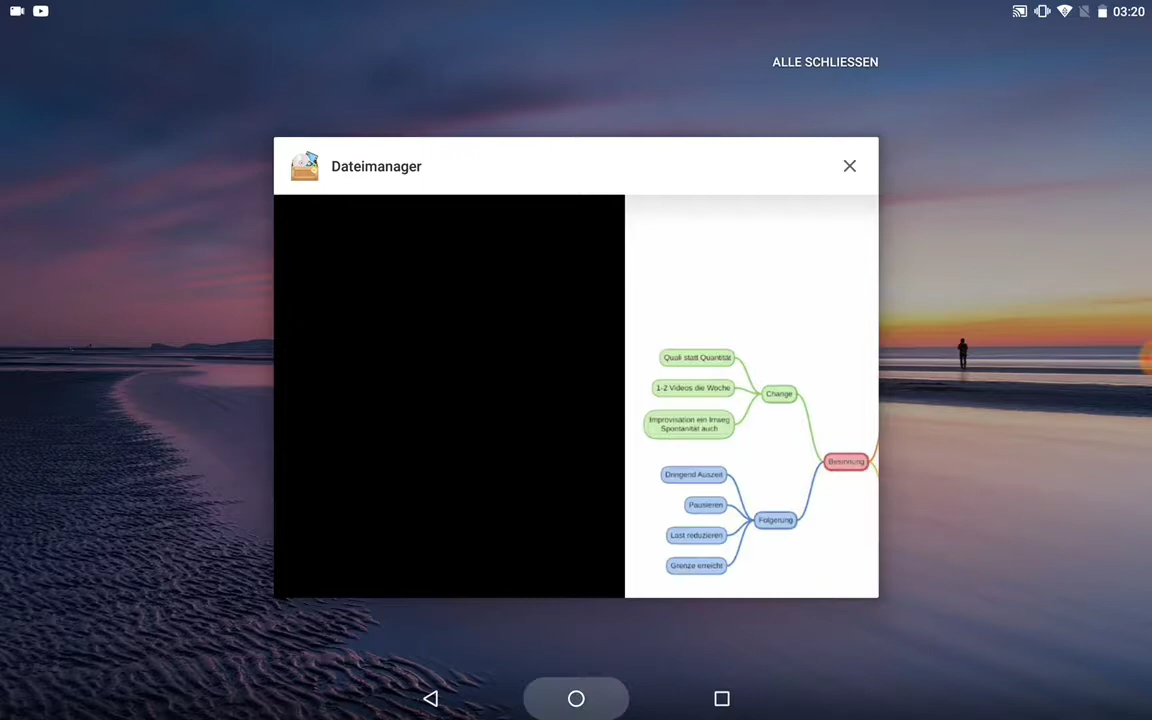 03:20
ALLE SCHLIESSEN
Dateimanager
Quali statt Quantität
1-2 Videos die Woche
Improvisation ein Irrweg
Spontanität auch
Change
Besinnung
Dringend Auszeit
Pausieren
Last reduzieren
Grenze erreicht
Folgerung